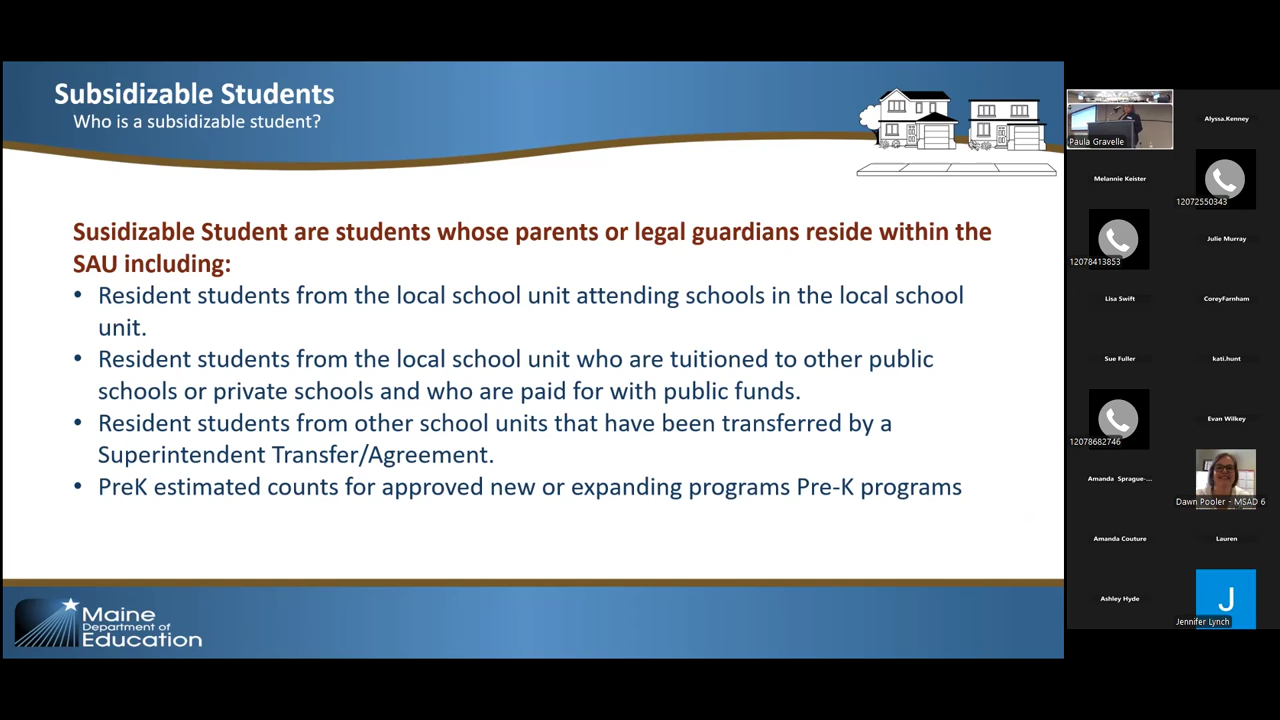 Subsidizable Students
Who is a subsidizable student?
Susidizable Student are students whose parents or legal guardians reside within the
SAU including:
• Resident students from the local school unit attending schools in the local school
unit.
• Resident students from the local school unit who are tuitioned to other public
schools or private schools and who are paid for with public funds.
• Resident students from other school units that have been transferred by a
Superintendent Transfer/Agreement.
• PreK estimated counts for approved new or expanding programs Pre-K programs
Maine
Department of
Education
Paula Gravelle
Alyssa.Kenney
Melannie Keister
12072550343
12078413853
Julie Murray
Lisa Swift
CoreyFarnham
Sue Fuller
kati.hunt
12078682746
Evan Wilkey
Amanda Sprague-...
Dawn Pooler - MSAD 6
Amanda Couture
Lauren
Ashley Hyde
J
Jennifer Lynch